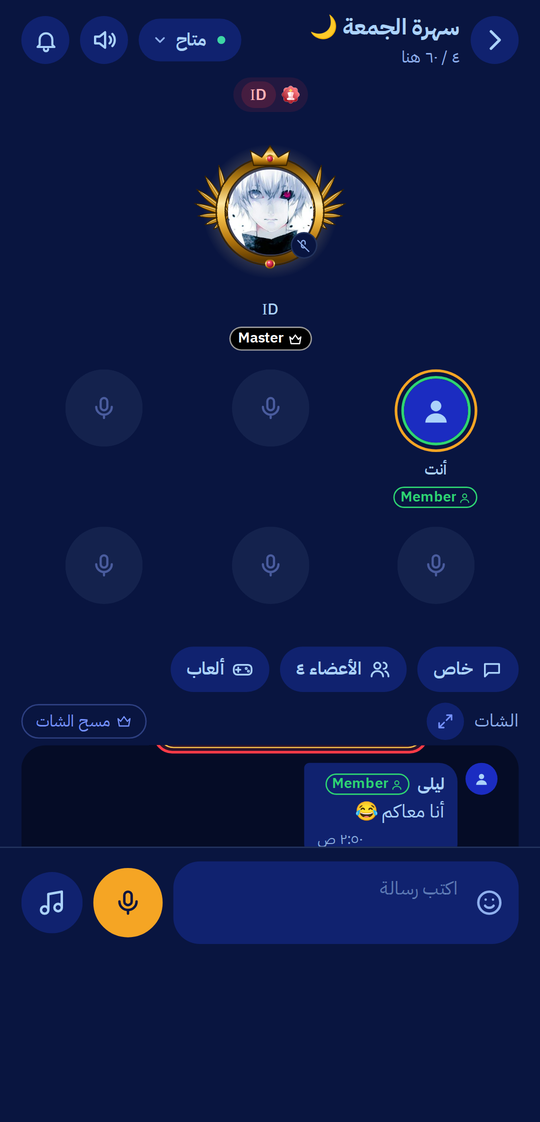 سهرة الجمعة 🌙
٤ / ٦٠ هنا
متاح
ID
ID
Master
أنت
Member
خاص
الأعضاء ٤
ألعاب
الشات
مسح الشات
ليلى Member
أنا معاكم 😂
٢:٥٠ ص
اكتب رسالة